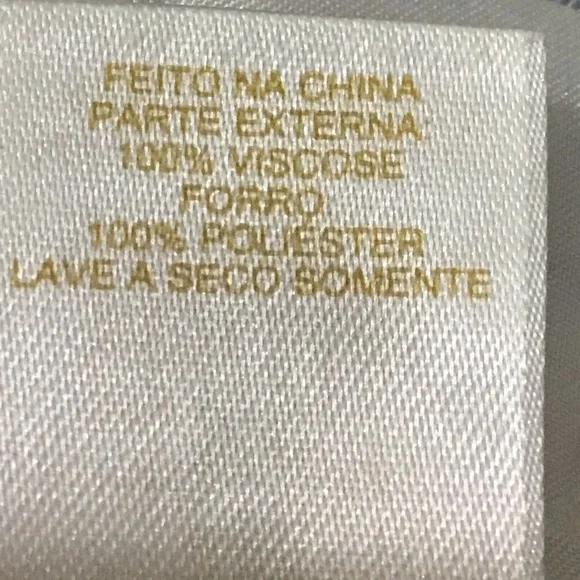 FEITO NA CHINA
PARTE EXTERNA
100% VISCOSE
FORRO
100% POLIÉSTER
LAVE A SECO SOMENTE